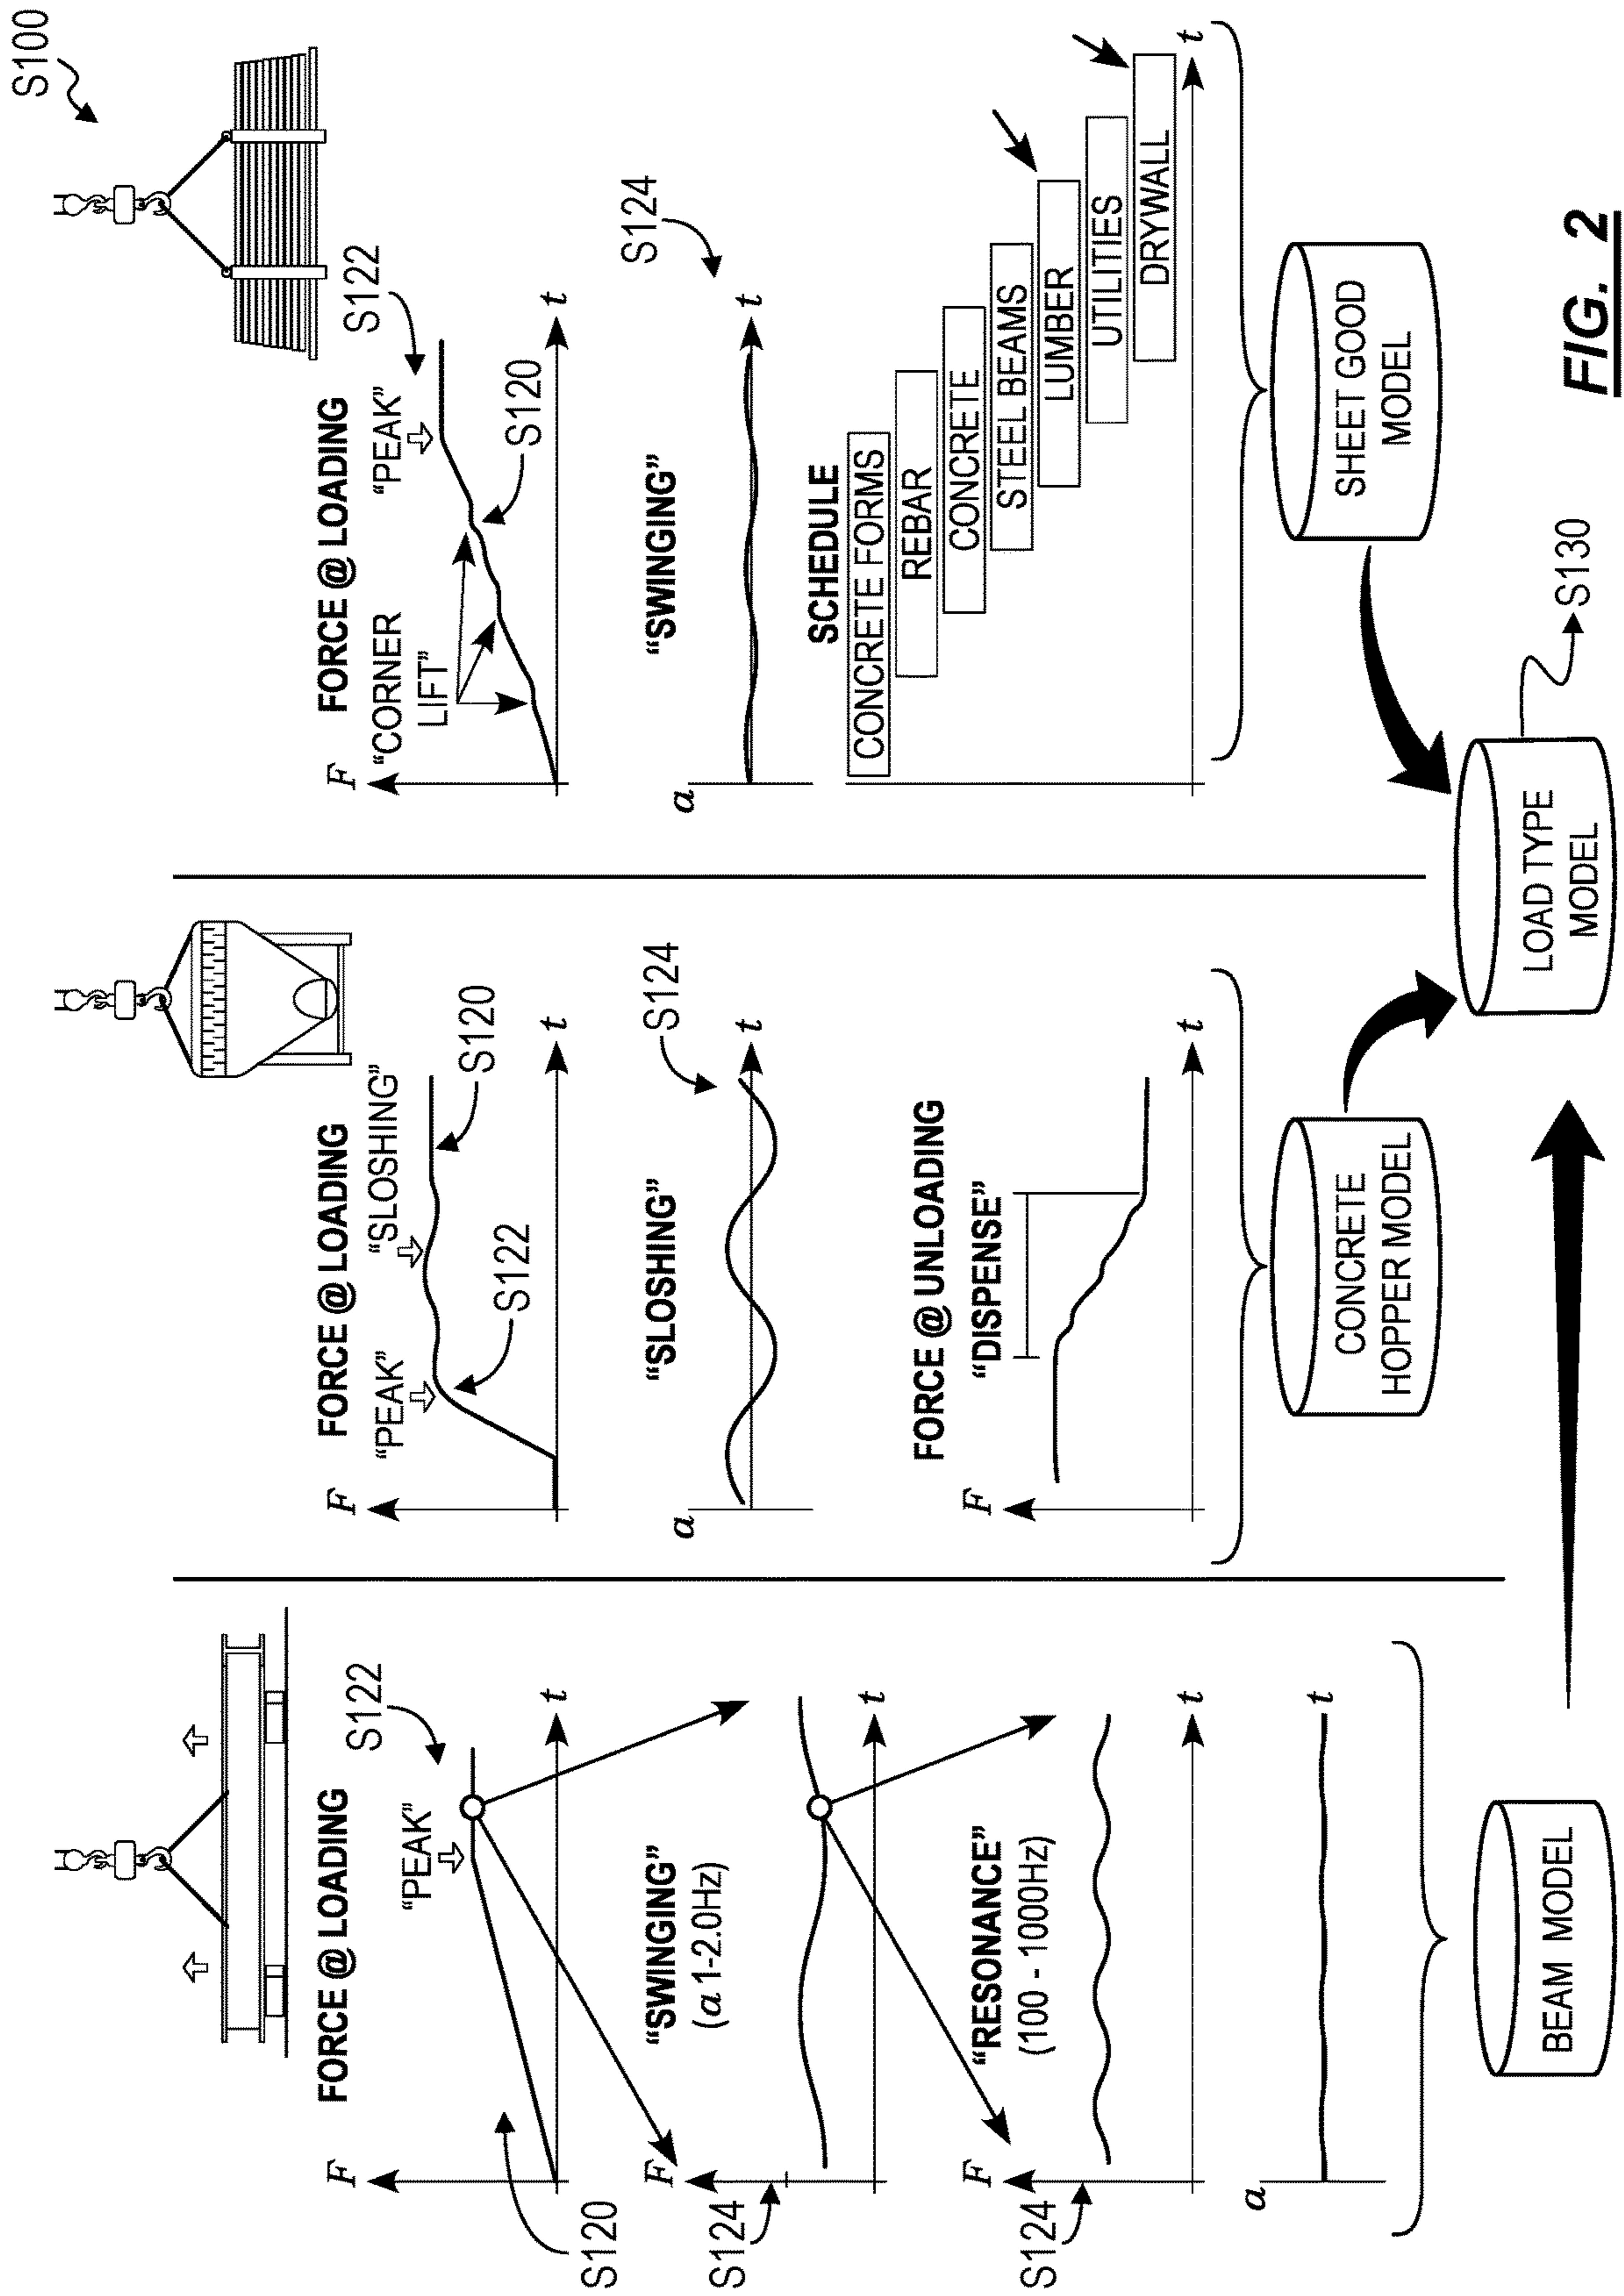 S100
FORCE @ LOADING
"PEAK"
S122
F
t
S120
"SWINGING"
(a 1-2.0Hz)
F
t
S124
"RESONANCE"
(100 - 1000Hz)
F
t
S124
a
t
BEAM MODEL
FORCE @ LOADING
"PEAK"
"SLOSHING"
F
t
S120
S122
"SLOSHING"
a
t
S124
FORCE @ UNLOADING
"DISPENSE"
F
t
CONCRETE
HOPPER MODEL
FORCE @ LOADING
"CORNER
LIFT"
"PEAK"
S122
F
t
S120
"SWINGING"
a
t
S124
SCHEDULE
CONCRETE FORMS
REBAR
CONCRETE
STEEL BEAMS
LUMBER
UTILITIES
DRYWALL
t
SHEET GOOD
MODEL
LOAD TYPE
MODEL
S130
FIG. 2